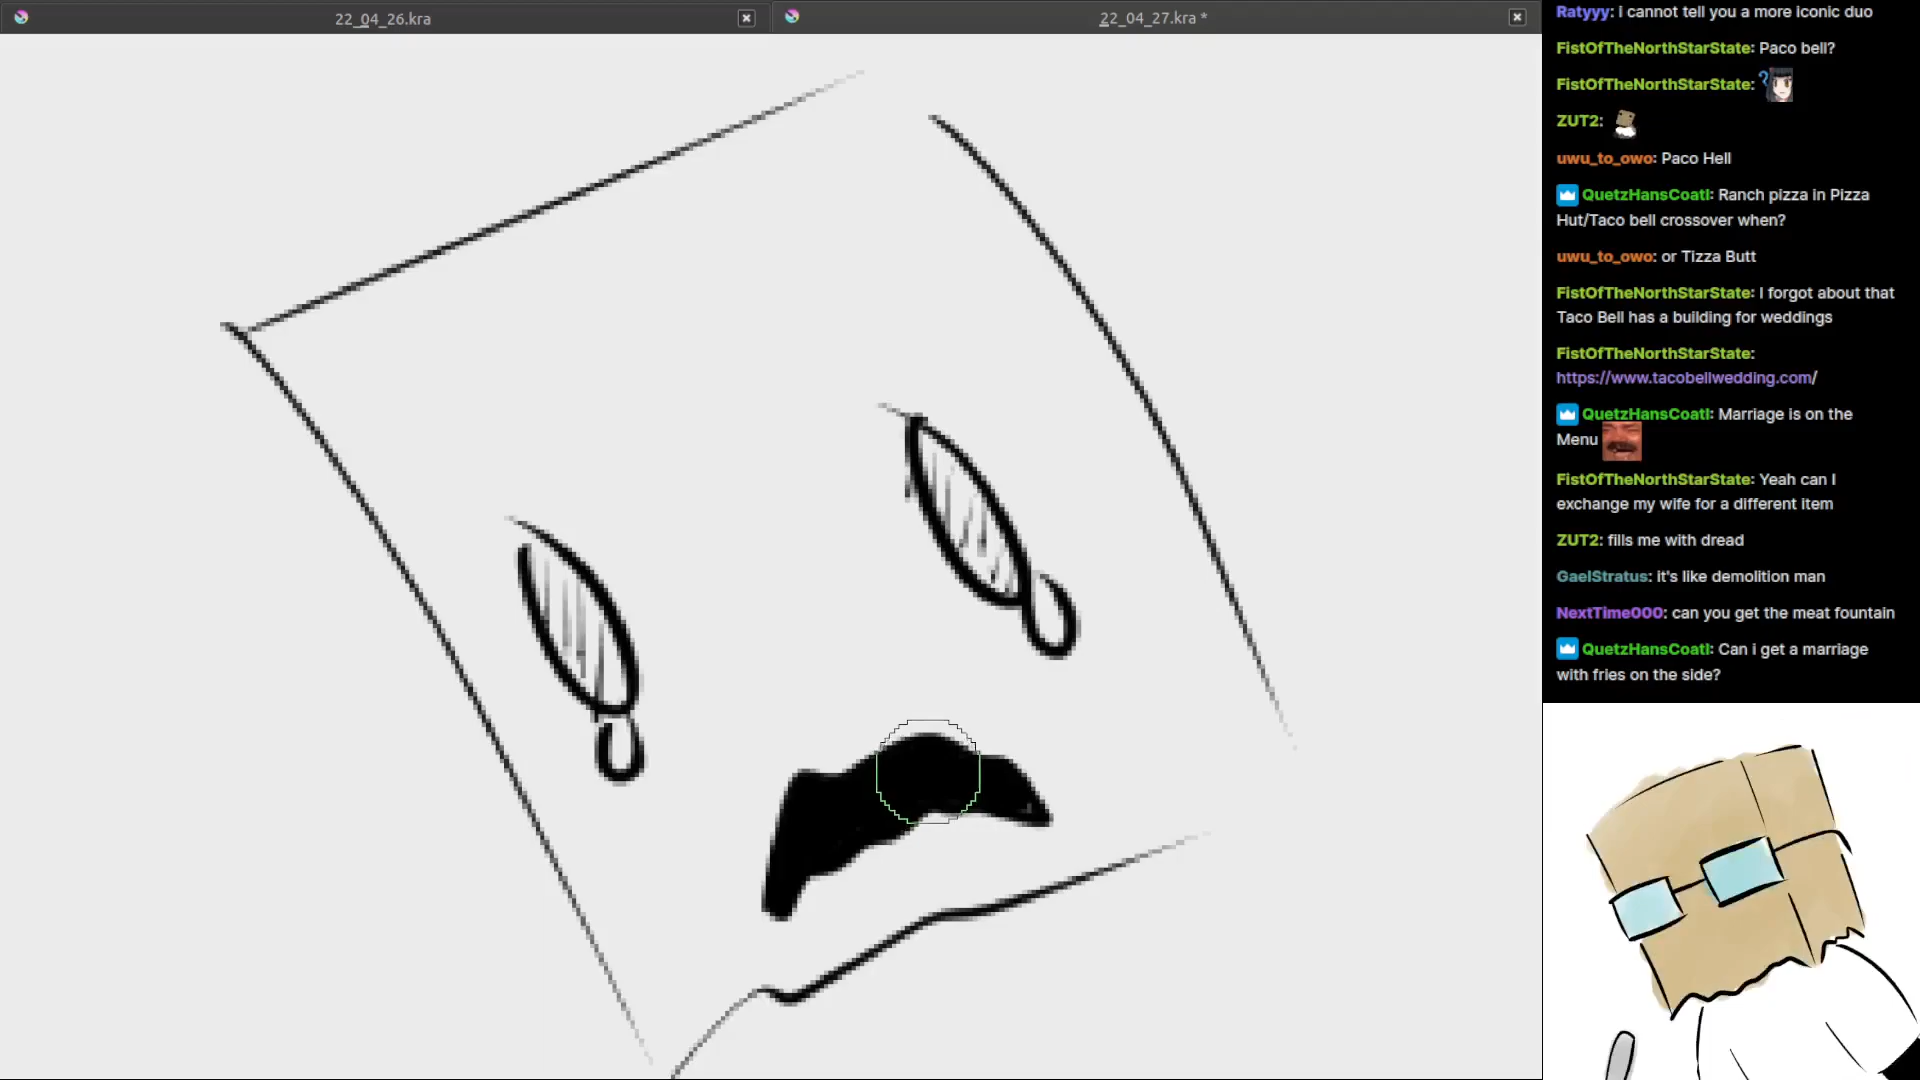 22_04_26.kra
22_04_27.kra *
Ratyyy: i cannot tell you a more iconic duo
FistOfTheNorthStarState: Paco bell?
FistOfTheNorthStarState:
ZUT2:
uwu_to_owo: Paco Hell
QuetzHansCoatl: Ranch pizza in Pizza
Hut/Taco bell crossover when?
uwu_to_owo: or Tizza Butt
FistOfTheNorthStarState: I forgot about that
Taco Bell has a building for weddings
FistOfTheNorthStarState:
https://www.tacobellwedding.com/
QuetzHansCoatl: Marriage is on the
Menu
FistOfTheNorthStarState: Yeah can I
exchange my wife for a different item
ZUT2: fills me with dread
GaelStratus: it's like demolition man
NextTime000: can you get the meat fountain
QuetzHansCoatl: Can i get a marriage
with fries on the side?